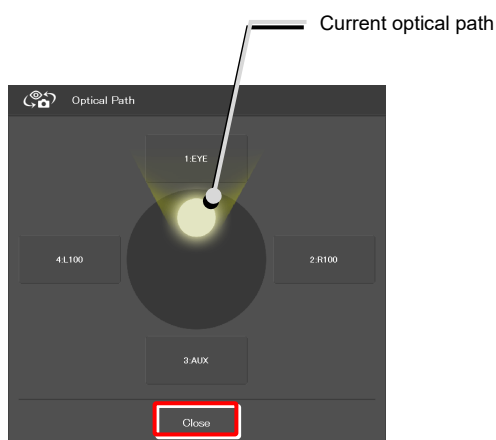 Current optical path
Optical Path
1:EYE
4:L100
2:R100
3:AUX
Close